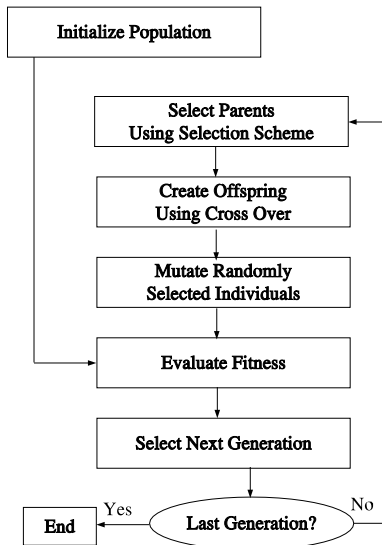 Initialize Population
Select Parents
Using Selection Scheme
Create Offspring
Using Cross Over
Mutate Randomly
Selected Individuals
Evaluate Fitness
Select Next Generation
Yes
No
End
Last Generation?